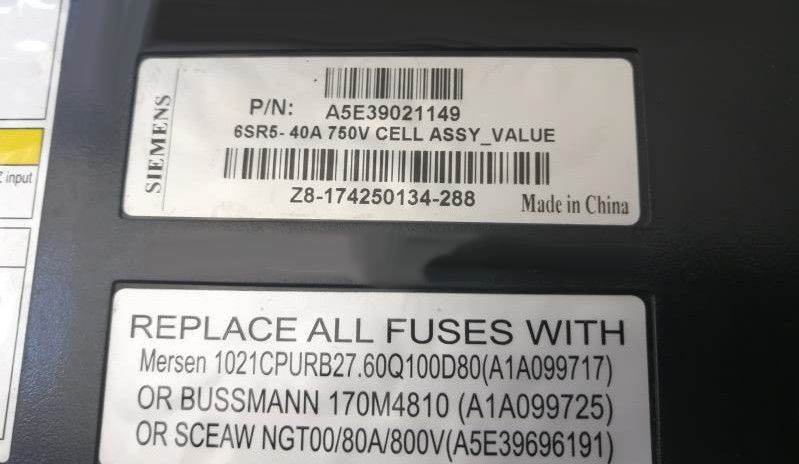 Z input
SIEMENS
P/N: A5E39021149
6SR5- 40A 750V CELL ASSY_VALUE
Z8-174250134-288
Made in China
REPLACE ALL FUSES WITH
Mersen 1021CPURB27.60Q100D80(A1A099717)
OR BUSSMANN 170M4810 (A1A099725)
OR SCEAW NGT00/80A/800V(A5E39696191)